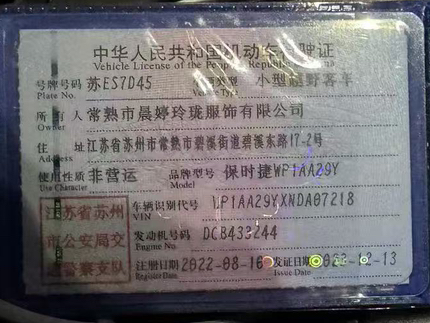 中华人民共和国机动车行驶证
Vehicle License of the People's Republic of China
号牌号码 苏ES7D45 车辆类型 小型越野客车
Plate No. Vehicle Type
所有人 常熟市晨婷玲珑服饰有限公司
Owner
住址 江苏省苏州市常熟市碧溪街道碧溪东路17-2号
Address
使用性质 非营运 品牌型号 保时捷WP1AA29Y
Use Character Model
江苏省苏州
市公安局交
通警察支队
车辆识别代号 WP1AA29YXNDA07218
VIN
发动机号码 DCB433244
Engine No.
注册日期 2022-08-16 发证日期
Register Date Issue Date